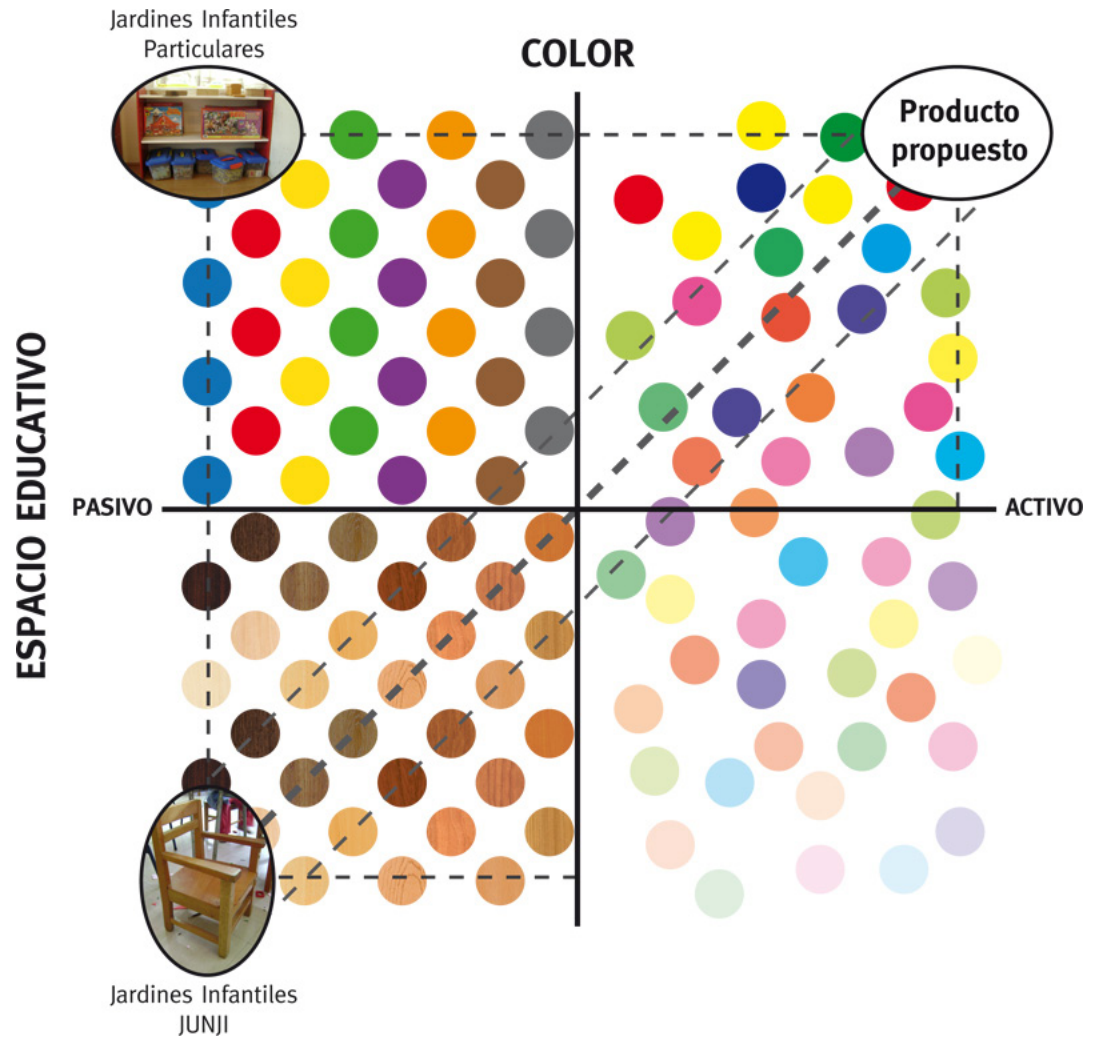 Jardines Infantiles
Particulares
COLOR
Producto
propuesto
ESPACIO EDUCATIVO
PASIVO
ACTIVO
Jardines Infantiles
JUNJI